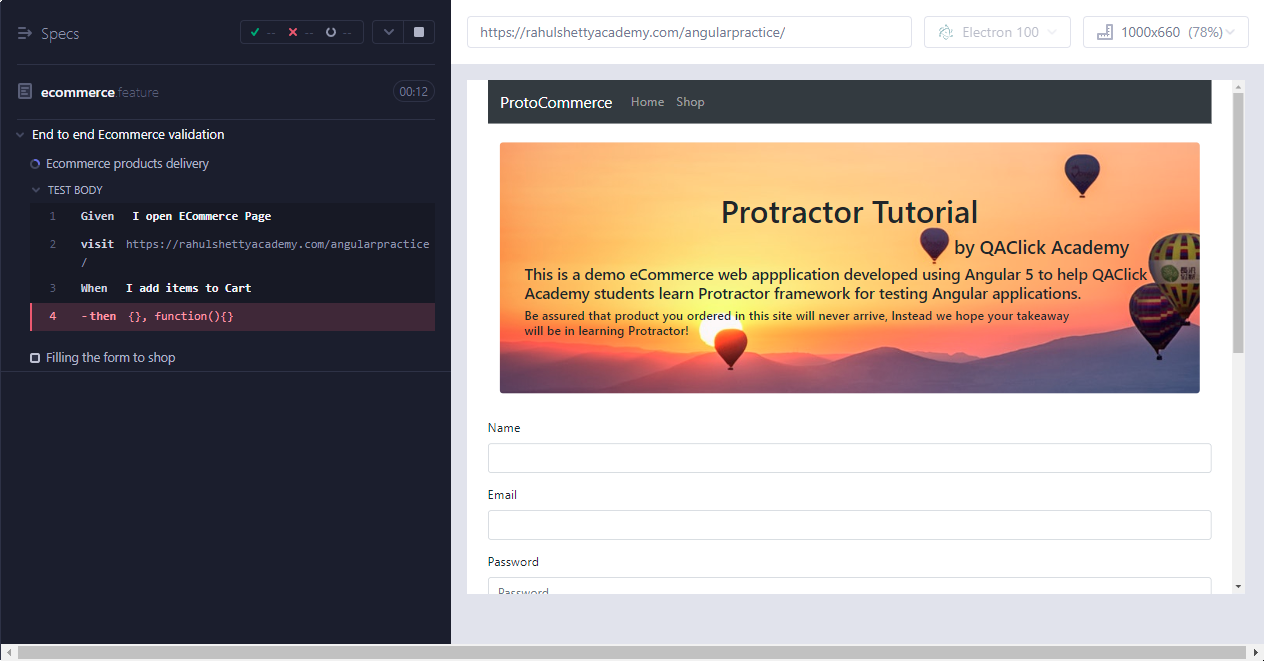 Specs
-- -- --
ecommerce.feature
00:12
End to end Ecommerce validation
Ecommerce products delivery
TEST BODY
1 Given I open ECommerce Page
2 visit https://rahulshettyacademy.com/angularpractice
/
3 When I add items to Cart
4 -then {}, function(){}
Filling the form to shop
https://rahulshettyacademy.com/angularpractice/
Electron 100
1000x660 (78%)
ProtoCommerce Home Shop
Protractor Tutorial
by QAClick Academy
This is a demo eCommerce web appplication developed using Angular 5 to help QAClick
Academy students learn Protractor framework for testing Angular applications.
Be assured that product you ordered in this site will never arrive, Instead we hope your takeaway
will be in learning Protractor!
Name
Email
Password
Password